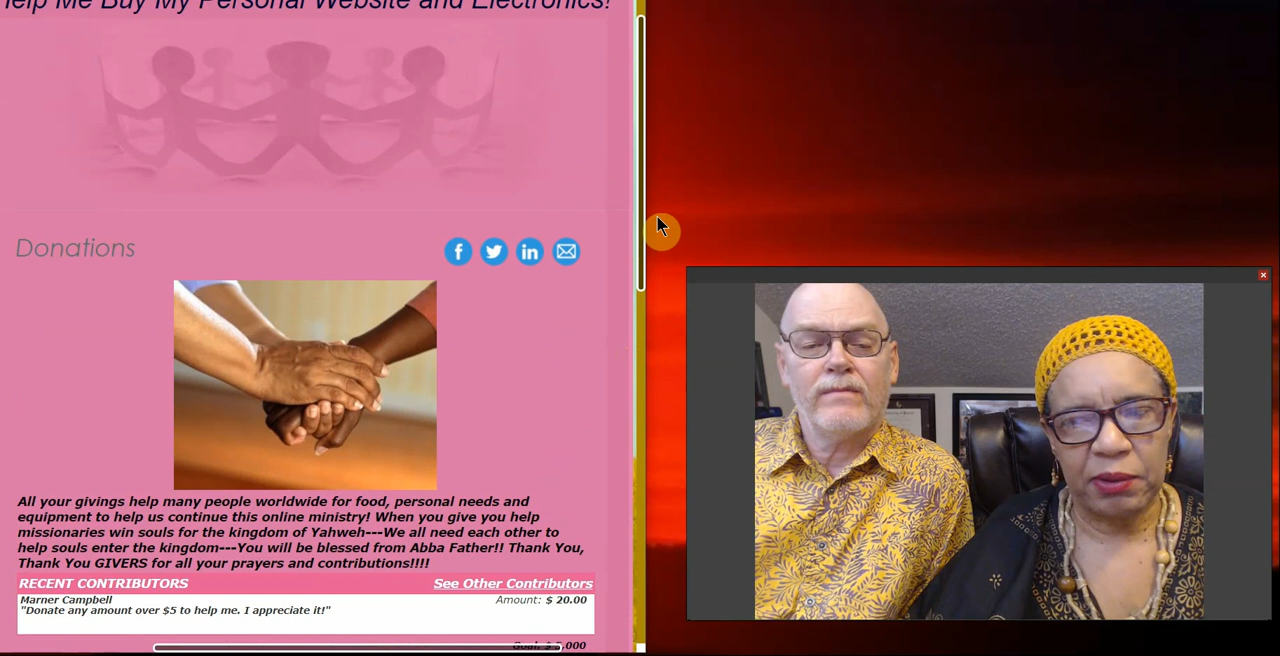 Help Me Buy My Personal Website and Electronics!
Donations
All your givings help many people worldwide for food, personal needs and
equipment to help us continue this online ministry! When you give you help
missionaries win souls for the kingdom of Yahweh---We all need each other to
help souls enter the kingdom---You will be blessed from Abba Father!! Thank You,
Thank You GIVERS for all your prayers and contributions!!!!
RECENT CONTRIBUTORS See Other Contributors
Marner Campbell Amount: $ 20.00
"Donate any amount over $5 to help me. I appreciate it!"
Goal: $